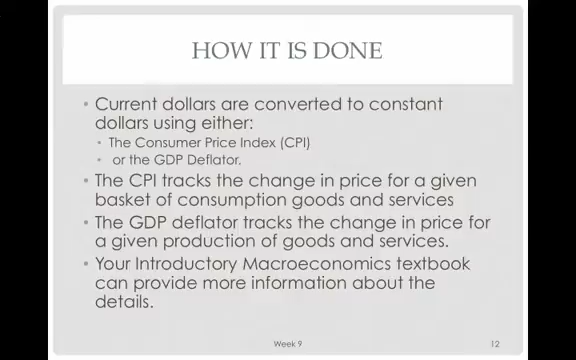 HOW IT IS DONE
• Current dollars are converted to constant
dollars using either:
• The Consumer Price Index (CPI)
• or the GDP Deflator.
• The CPI tracks the change in price for a given
basket of consumption goods and services
• The GDP deflator tracks the change in price for
a given production of goods and services.
• Your Introductory Macroeconomics textbook
can provide more information about the
details.
Week 9
12